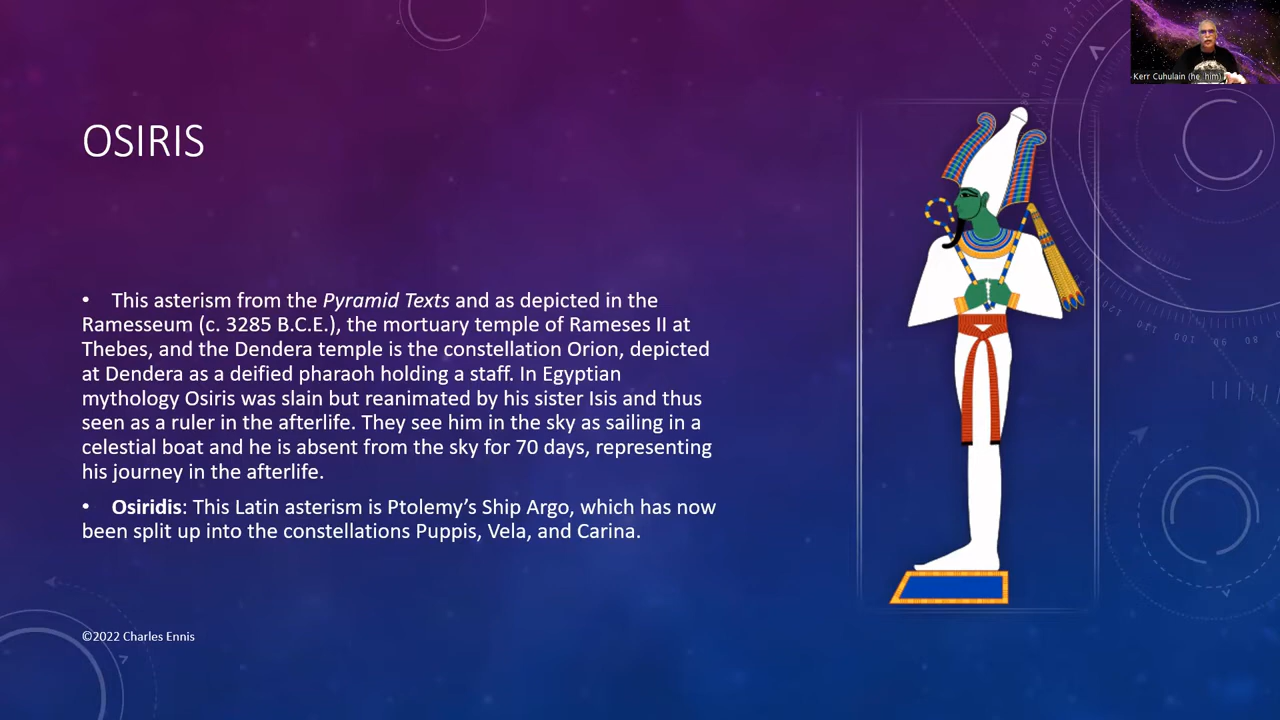 Kerr Cuhulain (he him)
OSIRIS
• This asterism from the Pyramid Texts and as depicted in the
Ramesseum (c. 3285 B.C.E.), the mortuary temple of Rameses II at
Thebes, and the Dendera temple is the constellation Orion, depicted
at Dendera as a deified pharaoh holding a staff. In Egyptian
mythology Osiris was slain but reanimated by his sister Isis and thus
seen as a ruler in the afterlife. They see him in the sky as sailing in a
celestial boat and he is absent from the sky for 70 days, representing
his journey in the afterlife.
• Osiridis: This Latin asterism is Ptolemy’s Ship Argo, which has now
been split up into the constellations Puppis, Vela, and Carina.
©2022 Charles Ennis